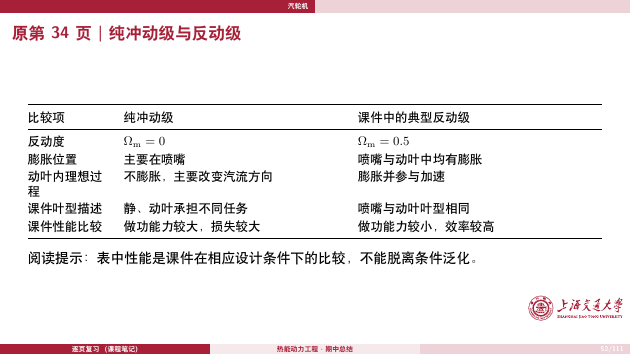 汽轮机
原第 34 页 | 纯冲动级与反动级
比较项 纯冲动级 课件中的典型反动级
反动度 Ωm = 0 Ωm = 0.5
膨胀位置 主要在喷嘴 喷嘴与动叶中均有膨胀
动叶内理想过程 不膨胀，主要改变汽流方向 膨胀并参与加速
课件叶型描述 静、动叶承担不同任务 喷嘴与动叶叶型相同
课件性能比较 做功能力较大，损失较大 做功能力较小，效率较高
阅读提示：表中性能是课件在相应设计条件下的比较，不能脱离条件泛化。
上海交通大学
SHANGHAI JIAO TONG UNIVERSITY
逐页复习（课程笔记） 热能动力工程 · 期中总结 52/111